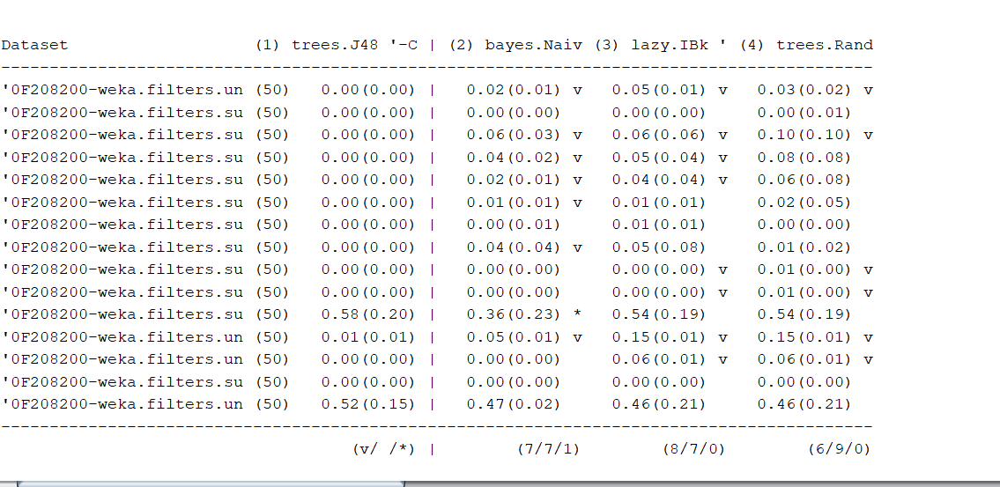 Dataset (1) trees.J48 '-C | (2) bayes.Naiv (3) lazy.IBk ' (4) trees.Rand
--------------------------------------------------------------------------------------------------
'0F208200-weka.filters.un (50) 0.00(0.00) | 0.02(0.01) v 0.05(0.01) v 0.03(0.02) v
'0F208200-weka.filters.su (50) 0.00(0.00) | 0.00(0.00) 0.00(0.00) 0.00(0.01)
'0F208200-weka.filters.su (50) 0.00(0.00) | 0.06(0.03) v 0.06(0.06) v 0.10(0.10) v
'0F208200-weka.filters.su (50) 0.00(0.00) | 0.04(0.02) v 0.05(0.04) v 0.08(0.08)
'0F208200-weka.filters.su (50) 0.00(0.00) | 0.02(0.01) v 0.04(0.04) v 0.06(0.08)
'0F208200-weka.filters.su (50) 0.00(0.00) | 0.01(0.01) v 0.01(0.01) 0.02(0.05)
'0F208200-weka.filters.su (50) 0.00(0.00) | 0.00(0.01) 0.01(0.01) 0.00(0.00)
'0F208200-weka.filters.su (50) 0.00(0.00) | 0.04(0.04) v 0.05(0.08) 0.01(0.02)
'0F208200-weka.filters.su (50) 0.00(0.00) | 0.00(0.00) 0.00(0.00) v 0.01(0.00) v
'0F208200-weka.filters.su (50) 0.00(0.00) | 0.00(0.00) 0.00(0.00) v 0.01(0.00) v
'0F208200-weka.filters.su (50) 0.58(0.20) | 0.36(0.23) * 0.54(0.19) 0.54(0.19)
'0F208200-weka.filters.un (50) 0.01(0.01) | 0.05(0.01) v 0.15(0.01) v 0.15(0.01) v
'0F208200-weka.filters.un (50) 0.00(0.00) | 0.00(0.00) 0.06(0.01) v 0.06(0.01) v
'0F208200-weka.filters.su (50) 0.00(0.00) | 0.00(0.00) 0.00(0.00) 0.00(0.00)
'0F208200-weka.filters.un (50) 0.52(0.15) | 0.47(0.02) 0.46(0.21) 0.46(0.21)
--------------------------------------------------------------------------------------------------
(v/ /*) | (7/7/1) (8/7/0) (6/9/0)